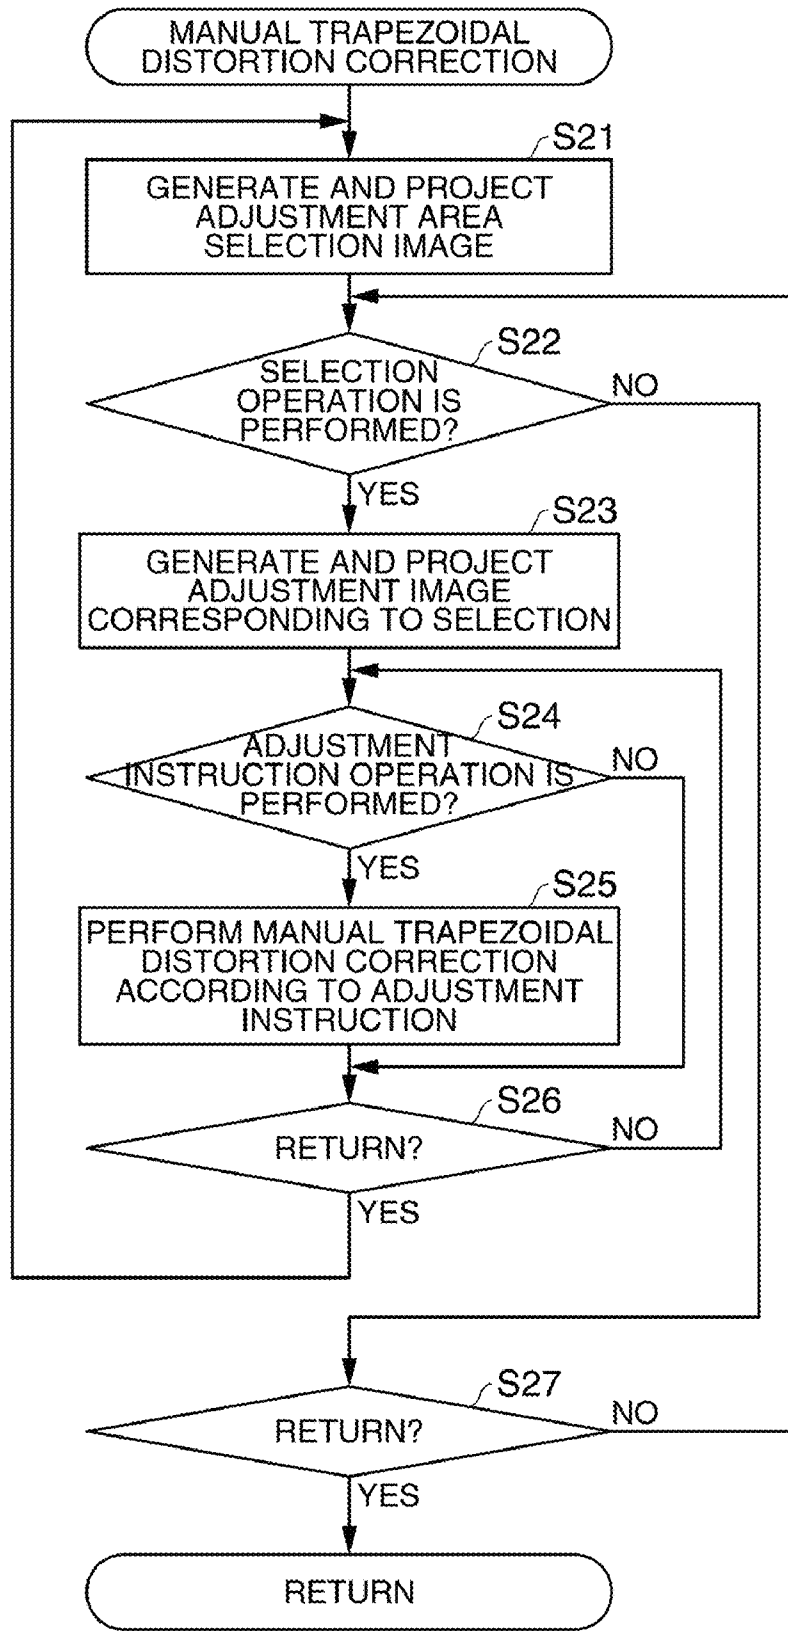 MANUAL TRAPEZOIDAL
DISTORTION CORRECTION
S21
GENERATE AND PROJECT
ADJUSTMENT AREA
SELECTION IMAGE
S22
SELECTION
OPERATION IS
PERFORMED?
NO
YES
S23
GENERATE AND PROJECT
ADJUSTMENT IMAGE
CORRESPONDING TO SELECTION
S24
ADJUSTMENT
INSTRUCTION OPERATION IS
PERFORMED?
NO
YES
S25
PERFORM MANUAL TRAPEZOIDAL
DISTORTION CORRECTION
ACCORDING TO ADJUSTMENT
INSTRUCTION
S26
RETURN?
NO
YES
S27
RETURN?
NO
YES
RETURN